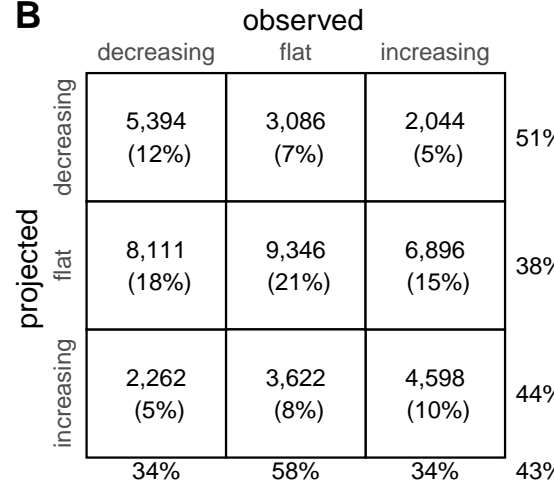 B
observed
decreasing flat increasing
projected
decreasing
5,394 3,086 2,044
(12%) (7%) (5%)
51%
flat
8,111 9,346 6,896
(18%) (21%) (15%)
38%
increasing
2,262 3,622 4,598
(5%) (8%) (10%)
44%
34% 58% 34% 43%